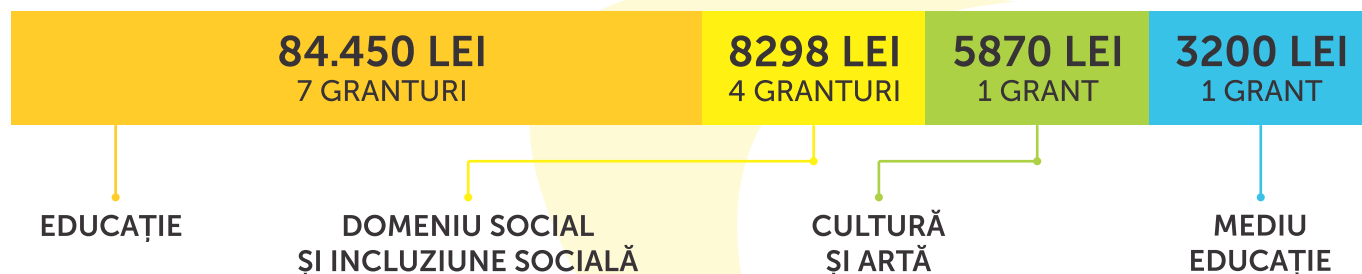 84.450 LEI
7 GRANTURI
8298 LEI
4 GRANTURI
5870 LEI
1 GRANT
3200 LEI
1 GRANT
EDUCAȚIE
DOMENIU SOCIAL
ȘI INCLUZIUNE SOCIALĂ
CULTURĂ
ȘI ARTĂ
MEDIU
EDUCAȚIE